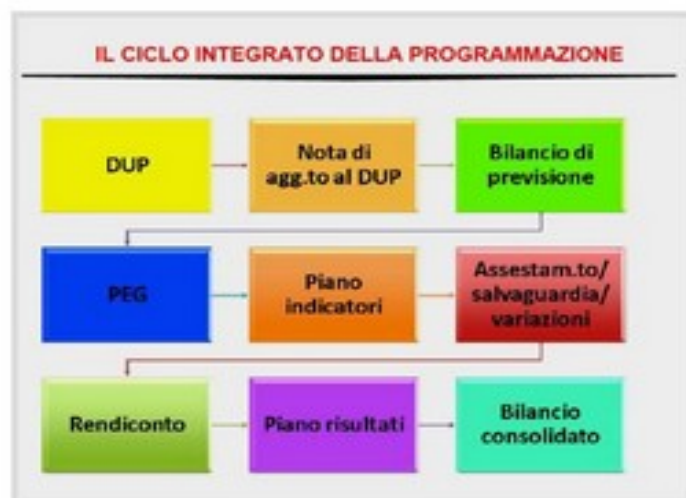 IL CICLO INTEGRATO DELLA PROGRAMMAZIONE
DUP
Nota di
agg.to al DUP
Bilancio di
previsione
PEG
Piano
indicatori
Assestam.to/
salvaguardia/
variazioni
Rendiconto
Piano risultati
Bilancio
consolidato